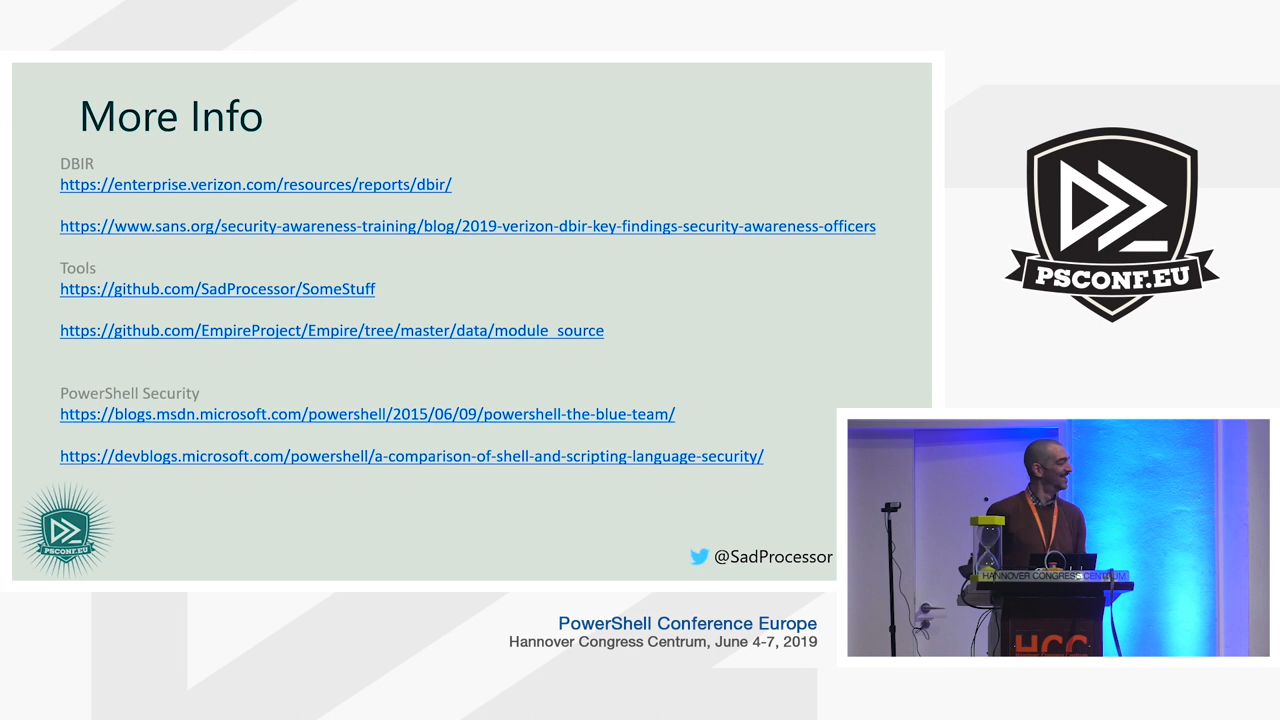 More Info
DBIR
https://enterprise.verizon.com/resources/reports/dbir/
https://www.sans.org/security-awareness-training/blog/2019-verizon-dbir-key-findings-security-awareness-officers
Tools
https://github.com/SadProcessor/SomeStuff
https://github.com/EmpireProject/Empire/tree/master/data/module_source
PowerShell Security
https://blogs.msdn.microsoft.com/powershell/2015/06/09/powershell-the-blue-team/
https://devblogs.microsoft.com/powershell/a-comparison-of-shell-and-scripting-language-security/
PSCONF.EU
@SadProcessor
PSCONF.EU
HANNOVER CONGRESS CENTRUM
HCC
PowerShell Conference Europe
Hannover Congress Centrum, June 4-7, 2019